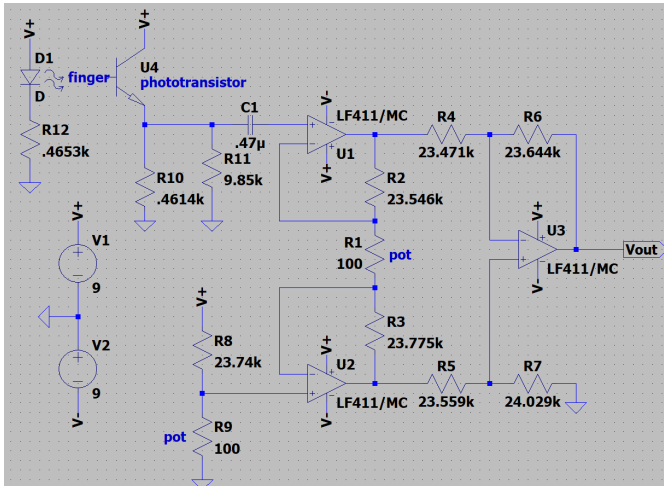 V+
V+
D1
D
finger
U4
phototransistor
R12
.4653k
C1
.47µ
R11
9.85k
R10
.4614k
V-
LF411/MC
U1
V+
R4
23.471k
R6
23.644k
R2
23.546k
R1
100
pot
V+
U3
LF411/MC
V-
Vout
V+
V1
9
V2
9
V-
V+
R8
23.74k
pot
R9
100
R3
23.775k
V+
U2
LF411/MC
V-
R5
23.559k
R7
24.029k